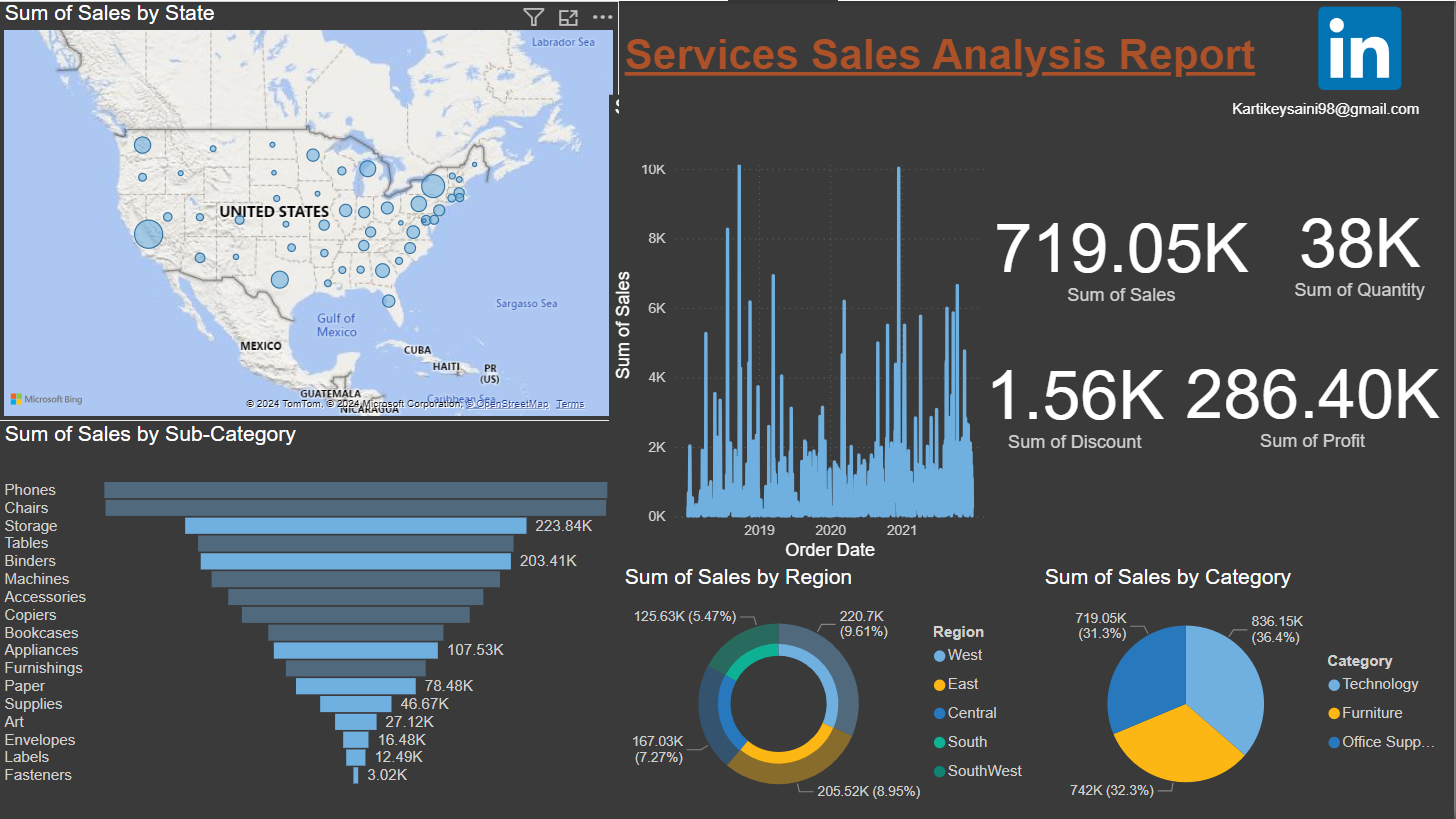 Sum of Sales by State
Labrador Sea
UNITED STATES
Sargasso Sea
Gulf of
Mexico
MEXICO
CUBA
HAITI
PR
(US)
GUATEMALA
Caribbean Sea
NICARAGUA
Microsoft Bing
© 2024 TomTom, © 2024 Microsoft Corporation, © OpenStreetMap Terms
Services Sales Analysis Report
in
Kartikeysaini98@gmail.com
Sum of Sales
10K
8K
6K
4K
2K
0K
2019 2020 2021
Order Date
719.05K
Sum of Sales
38K
Sum of Quantity
1.56K
Sum of Discount
286.40K
Sum of Profit
Sum of Sales by Sub-Category
Phones
Chairs
Storage 223.84K
Tables
Binders 203.41K
Machines
Accessories
Copiers
Bookcases
Appliances 107.53K
Furnishings
Paper 78.48K
Supplies 46.67K
Art 27.12K
Envelopes 16.48K
Labels 12.49K
Fasteners 3.02K
Sum of Sales by Region
125.63K (5.47%)
220.7K
(9.61%)
167.03K
(7.27%)
205.52K (8.95%)
Region
West
East
Central
South
SouthWest
Sum of Sales by Category
719.05K
(31.3%)
836.15K
(36.4%)
742K (32.3%)
Category
Technology
Furniture
Office Supp...